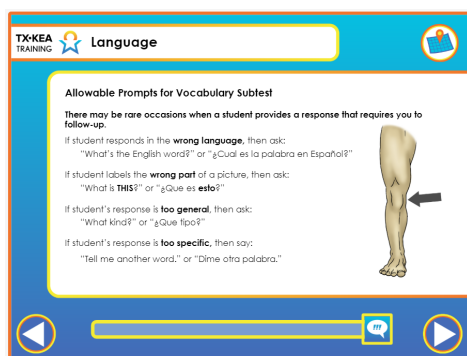 TX•KEA
TRAINING
Language
Allowable Prompts for Vocabulary Subtest
There may be rare occasions when a student provides a response that requires you to
follow-up.
If student responds in the wrong language, then ask:
"What's the English word?" or "¿Cual es la palabra en Español?"
If student labels the wrong part of a picture, then ask:
"What is THIS?" or "¿Que es esto?"
If student's response is too general, then ask:
"What kind?" or "¿Que tipo?"
If student's response is too specific, then say:
"Tell me another word." or "Dime otra palabra."